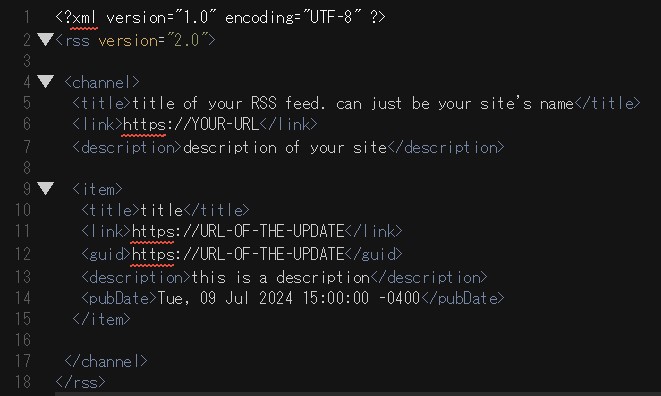 1 <?xml version="1.0" encoding="UTF-8" ?>
2 <rss version="2.0">
3
4 <channel>
5 <title>title of your RSS feed. can just be your site's name</title>
6 <link>https://YOUR-URL</link>
7 <description>description of your site</description>
8
9 <item>
10 <title>title</title>
11 <link>https://URL-OF-THE-UPDATE</link>
12 <guid>https://URL-OF-THE-UPDATE</guid>
13 <description>this is a description</description>
14 <pubDate>Tue, 09 Jul 2024 15:00:00 -0400</pubDate>
15 </item>
16
17 </channel>
18 </rss>